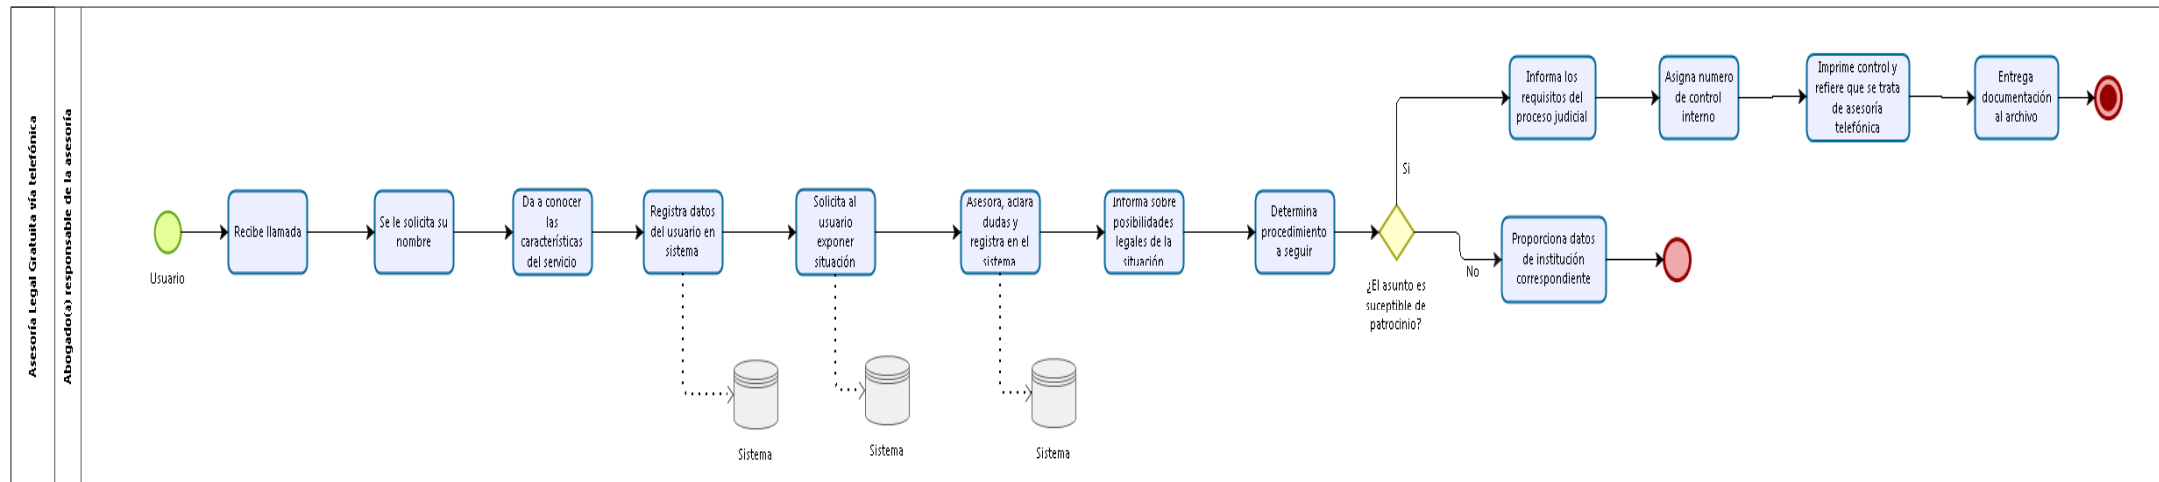 Asesoría Legal Gratuita vía telefónica
Abogado(a) responsable de la asesoría
Usuario
Recibe llamada
Se le solicita su
nombre
Da a conocer
las
características
del servicio
Registra datos
del usuario en
sistema
Solicita al
usuario
exponer
situación
Asesora, aclara
dudas y
registra en el
sistema
Informa sobre
posibilidades
legales de la
situación
Determina
procedimiento
a seguir
¿El asunto es
suceptible de
patrocinio?
Si
Informa los
requisitos del
proceso judicial
Asigna numero
de control
interno
Imprime control y
refiere que se trata
de asesoría
telefónica
Entrega
documentación
al archivo
No
Proporciona datos
de institución
correspondiente
Sistema
Sistema
Sistema